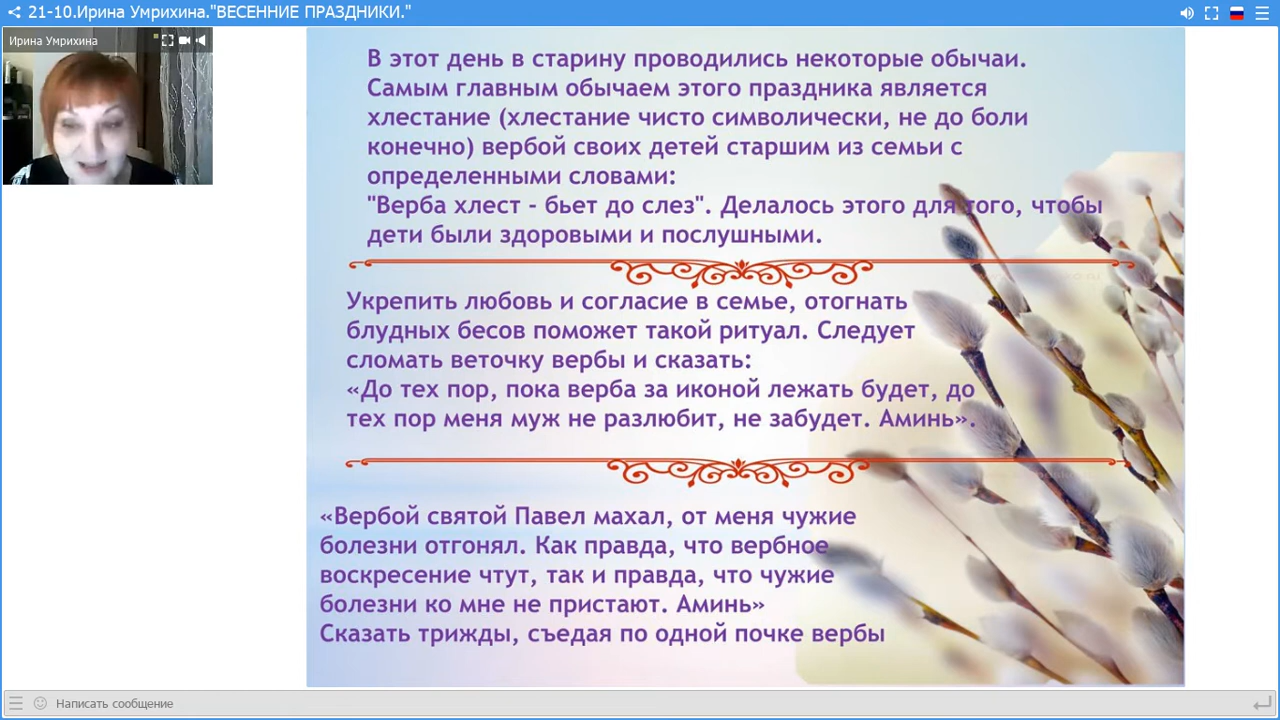 21-10.Ирина Умрихина."ВЕСЕННИЕ ПРАЗДНИКИ."
Ирина Умрихина
В этот день в старину проводились некоторые обычаи.
Самым главным обычаем этого праздника является
хлестание (хлестание чисто символически, не до боли
конечно) вербой своих детей старшим из семьи с
определенными словами:
"Верба хлест - бьет до слез". Делалось этого для того, чтобы
дети были здоровыми и послушными.
Укрепить любовь и согласие в семье, отогнать
блудных бесов поможет такой ритуал. Следует
сломать веточку вербы и сказать:
«До тех пор, пока верба за иконой лежать будет, до
тех пор меня муж не разлюбит, не забудет. Аминь».
«Вербой святой Павел махал, от меня чужие
болезни отгонял. Как правда, что вербное
воскресение чтут, так и правда, что чужие
болезни ко мне не пристают. Аминь»
Сказать трижды, съедая по одной почке вербы
Написать сообщение